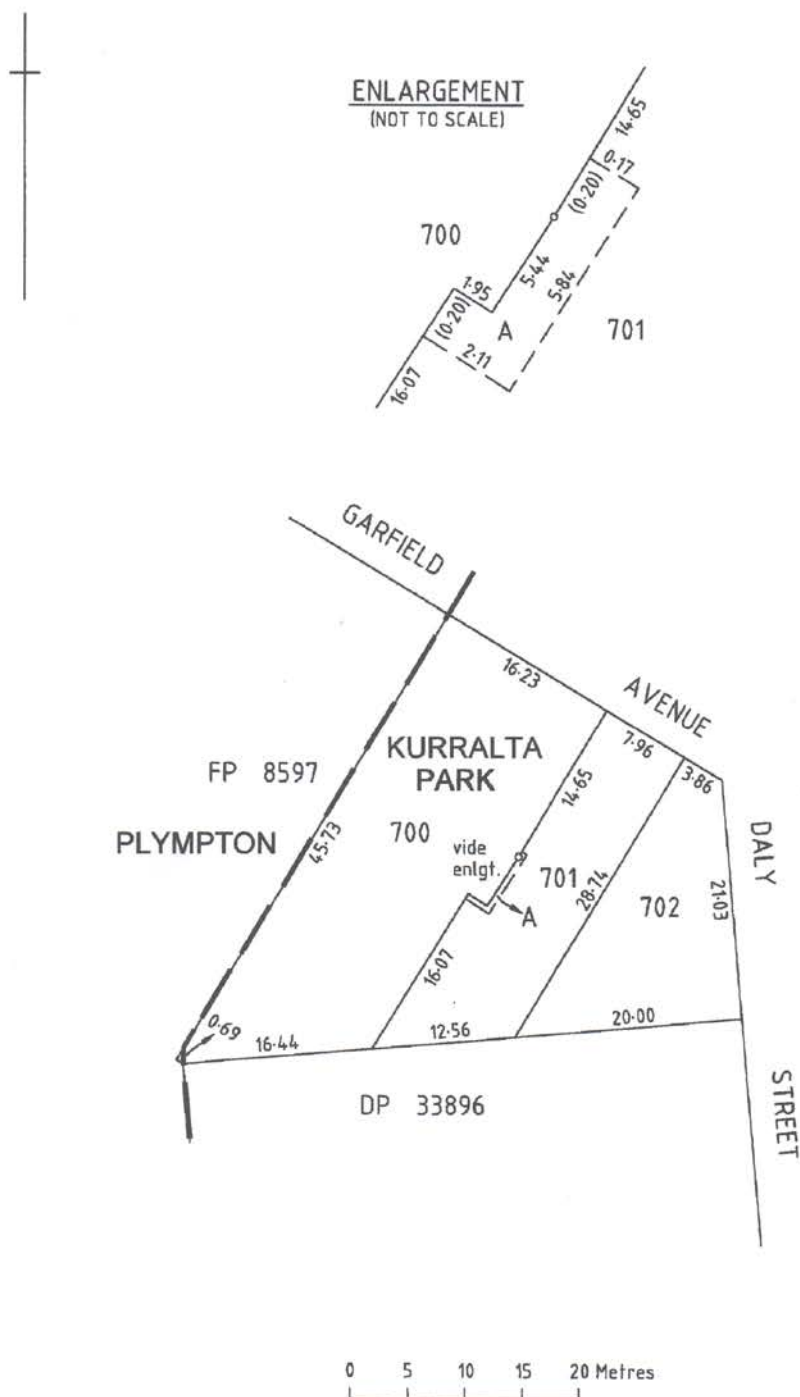 ENLARGEMENT
(NOT TO SCALE)
14·65
0·17
(0·20)
700
5·44
5·84
1·95
(0·20)
A
701
2·11
16·07
GARFIELD
16·23
AVENUE
7·96
3·86
KURRALTA
PARK
FP 8597
14·65
PLYMPTON
45·73
700
vide
enlgt.
701
DALY
28·74
702
21·03
A
16·07
0·69
16·44
12·56
20·00
DP 33896
STREET
0 5 10 15 20 Metres